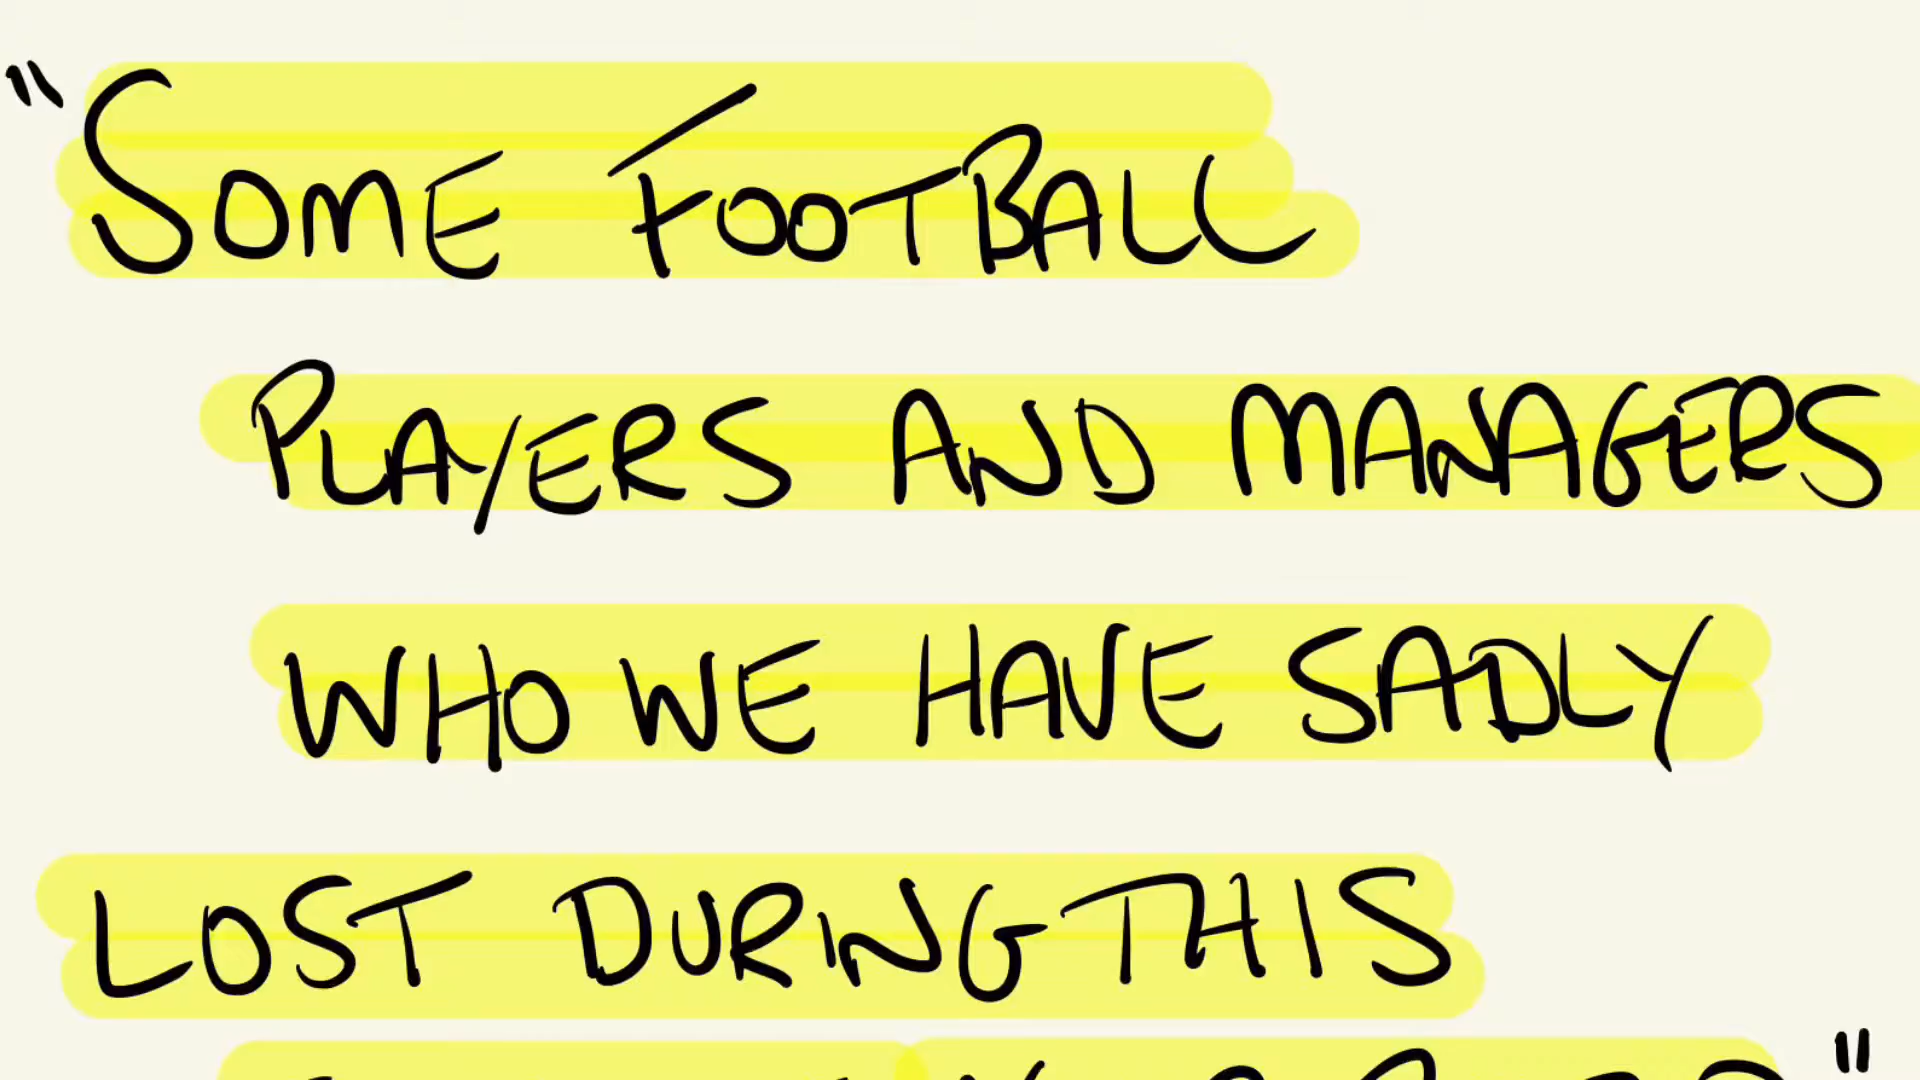 "SOME FOOTBALL
PLAYERS AND MANAGERS
WHO WE HAVE SADLY
LOST DURING THIS
"